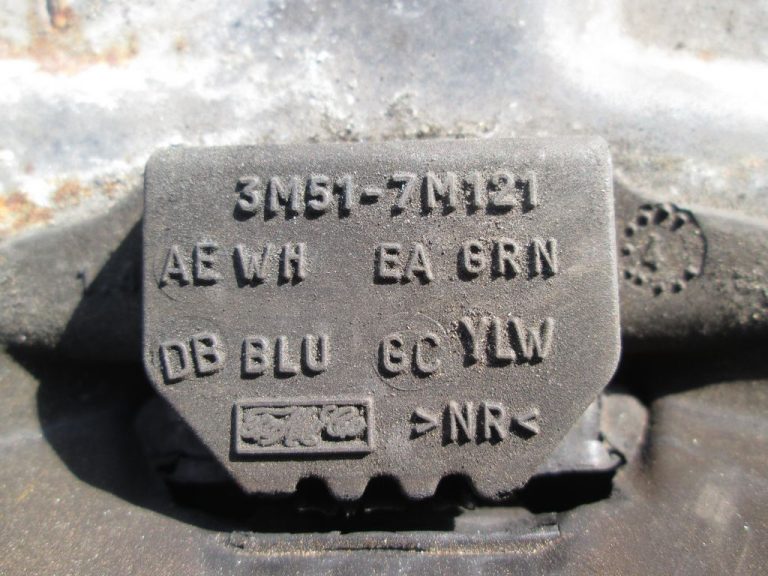 3M51-7M121
AE WH EA GRN
DB BLU GC YLW
>NR<